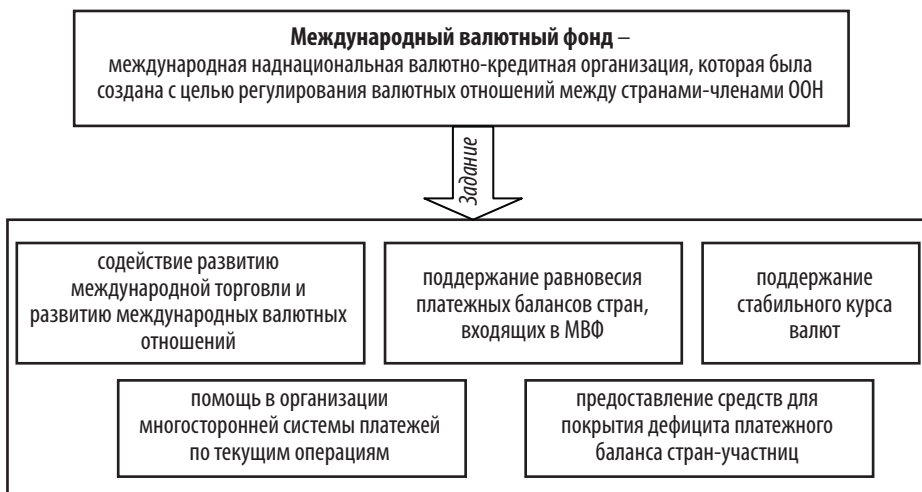 Международный валютный фонд –
международная наднациональная валютно-кредитная организация, которая была
создана с целью регулирования валютных отношений между странами-членами ООН
Задание
содействие развитию
международной торговли и
развитию международных валютных
отношений
поддержание равновесия
платежных балансов стран,
входящих в МВФ
поддержание
стабильного курса
валют
помощь в организации
многосторонней системы платежей
по текущим операциям
предоставление средств для
покрытия дефицита платежного
баланса стран-участниц